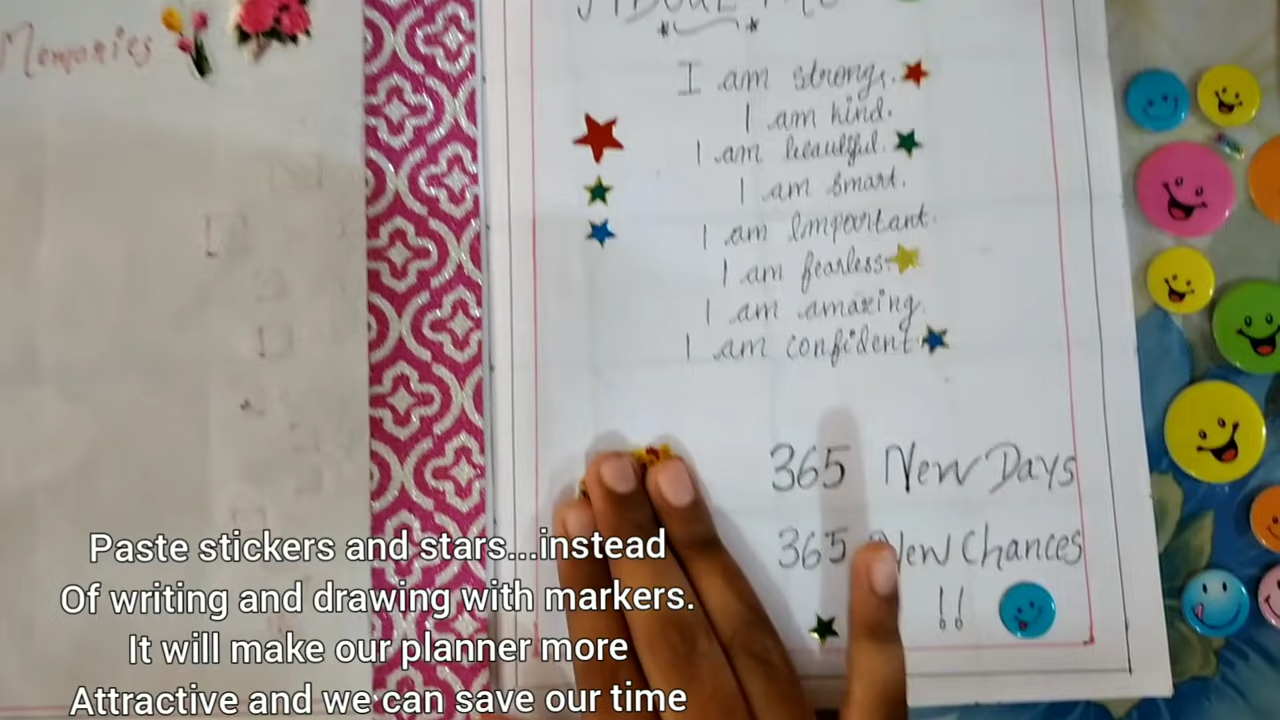 Memories
About Me
I am strong.
I am kind.
I am beautiful.
I am smart.
I am Important.
I am fearless.
I am amazing.
I am confident
365 New Days
365 New Chances
!!
Paste stickers and stars...instead
Of writing and drawing with markers.
It will make our planner more
Attractive and we can save our time